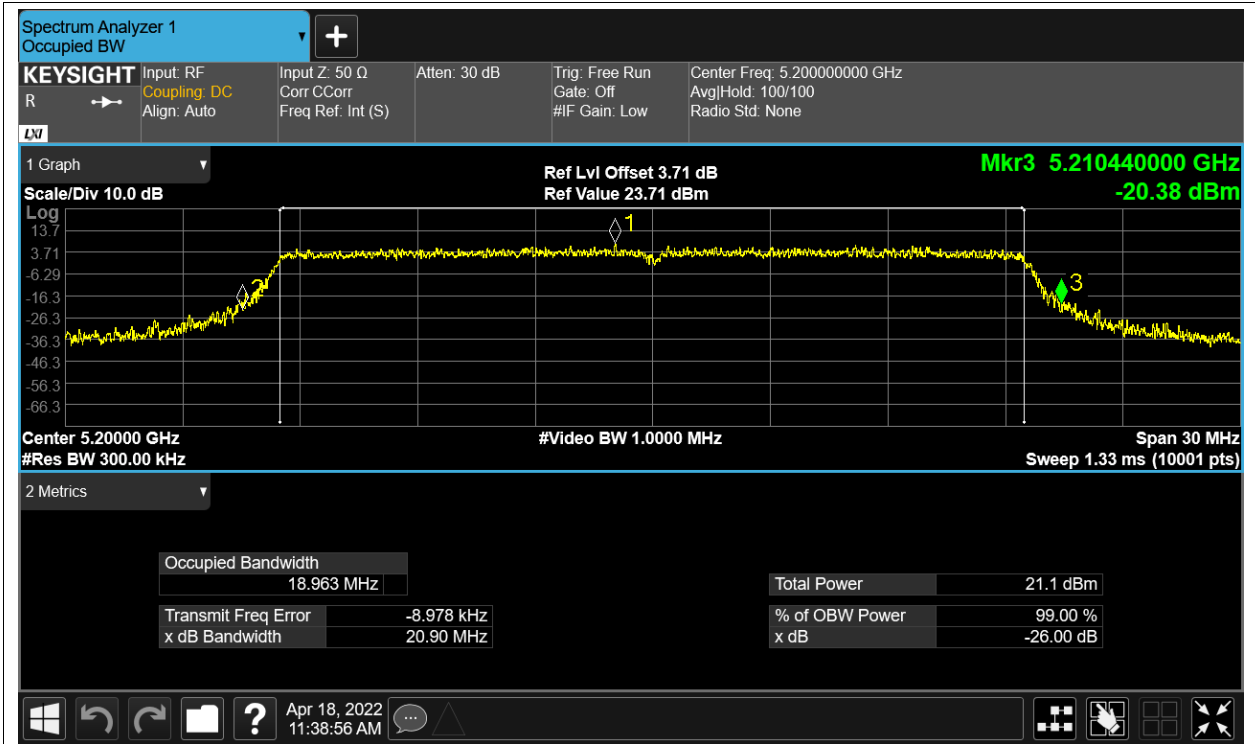 Spectrum Analyzer 1
Occupied BW
▼
+
KEYSIGHT Input: RF Input Z: 50 Ω Atten: 30 dB Trig: Free Run Center Freq: 5.200000000 GHz
R Coupling: DC Corr CCorr Gate: Off Avg|Hold: 100/100
Align: Auto Freq Ref: Int (S) #IF Gain: Low Radio Std: None
LXI
1 Graph ▼
Scale/Div 10.0 dB
Ref Lvl Offset 3.71 dB
Ref Value 23.71 dBm
Mkr3 5.210440000 GHz
-20.38 dBm
Log
13.7
3.71
-6.29
-16.3
-26.3
-36.3
-46.3
-56.3
-66.3
1
2
3
Center 5.20000 GHz #Video BW 1.0000 MHz Span 30 MHz
#Res BW 300.00 kHz Sweep 1.33 ms (10001 pts)
2 Metrics ▼
Occupied Bandwidth
18.963 MHz
Total Power 21.1 dBm
Transmit Freq Error -8.978 kHz % of OBW Power 99.00 %
x dB Bandwidth 20.90 MHz x dB -26.00 dB
?
Apr 18, 2022
11:38:56 AM
...